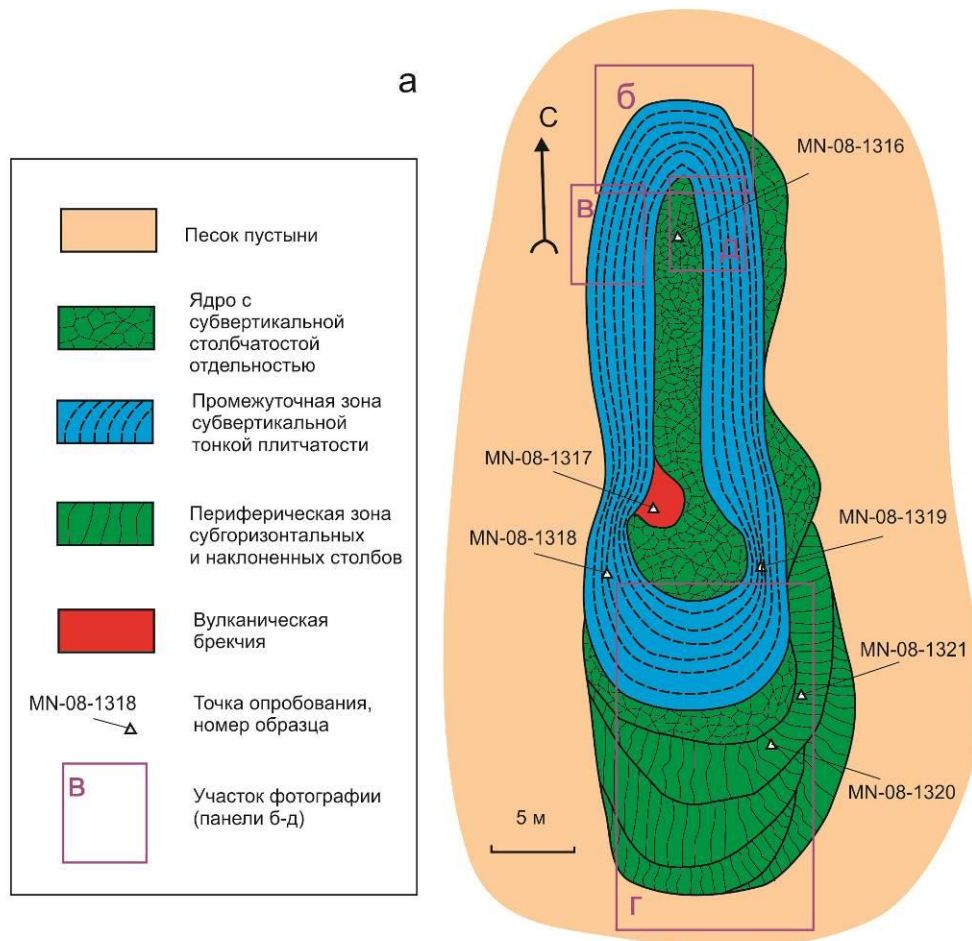 а
Песок пустыни
Ядро с
субвертикальной
столбчатостой
отдельностью
Промежуточная зона
субвертикальной
тонкой плитчатости
Периферическая зона
субгоризонтальных
и наклоненных столбов
Вулканическая
брекчия
MN-08-1318
Точка опробования,
номер образца
в
Участок фотографии
(панели б-д)
С
б
в
д
MN-08-1316
MN-08-1317
MN-08-1318
MN-08-1319
MN-08-1321
MN-08-1320
5 м
г